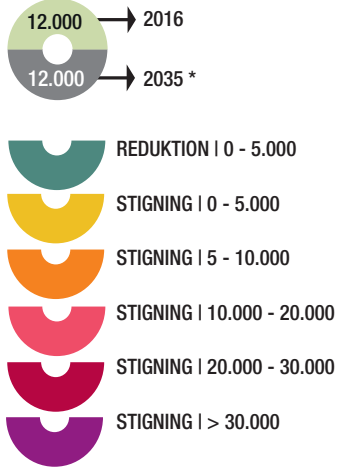 12.000 2016
12.000 2035 *
REDUKTION | 0 - 5.000
STIGNING | 0 - 5.000
STIGNING | 5 - 10.000
STIGNING | 10.000 - 20.000
STIGNING | 20.000 - 30.000
STIGNING | > 30.000